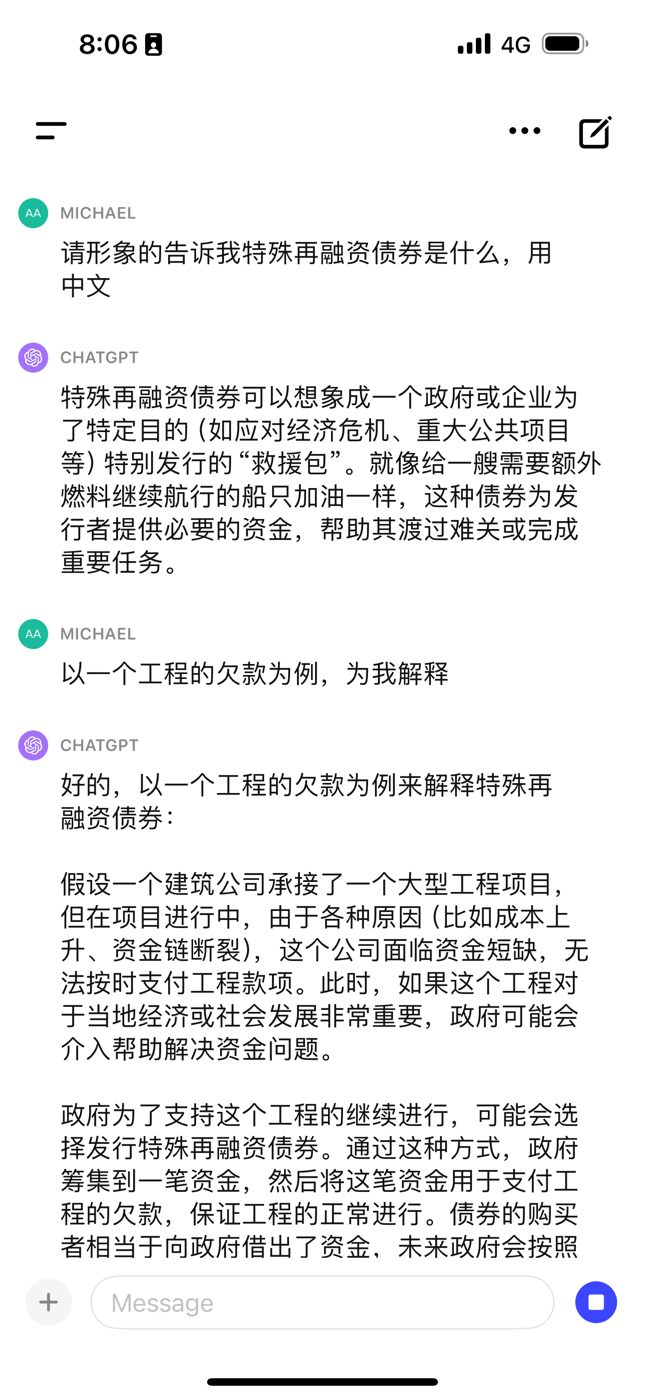 8:06
4G
AA
MICHAEL
请形象的告诉我特殊再融资债券是什么，用
中文
CHATGPT
特殊再融资债券可以想象成一个政府或企业为
了特定目的（如应对经济危机、重大公共项目
等）特别发行的“救援包”。就像给一艘需要额外
燃料继续航行的船只加油一样，这种债券为发
行者提供必要的资金，帮助其渡过难关或完成
重要任务。
AA
MICHAEL
以一个工程的欠款为例，为我解释
CHATGPT
好的，以一个工程的欠款为例来解释特殊再
融资债券：
假设一个建筑公司承接了一个大型工程项目，
但在项目进行中，由于各种原因（比如成本上
升、资金链断裂），这个公司面临资金短缺，无
法按时支付工程款项。此时，如果这个工程对
于当地经济或社会发展非常重要，政府可能会
介入帮助解决资金问题。
政府为了支持这个工程的继续进行，可能会选
择发行特殊再融资债券。通过这种方式，政府
筹集到一笔资金，然后将这笔资金用于支付工
程的欠款，保证工程的正常进行。债券的购买
者相当于向政府借出了资金，未来政府会按照
Message